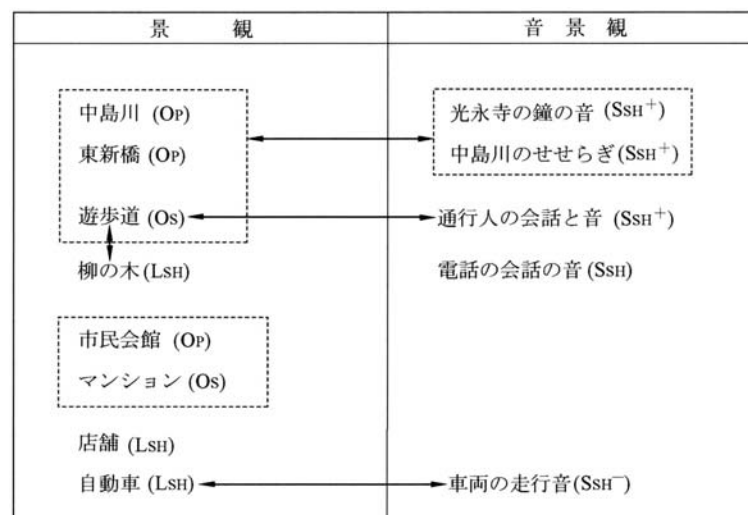 景　観
音 景 観
中島川 (OP)
東新橋 (OP)
遊歩道 (OS)
柳の木 (LSH)
市民会館 (OP)
マンション (OS)
店舗 (LSH)
自動車 (LSH)
光永寺の鐘の音 (SSH+)
中島川のせせらぎ(SSH+)
通行人の会話と音 (SSH+)
電話の会話の音 (SSH)
車両の走行音(SSH−)